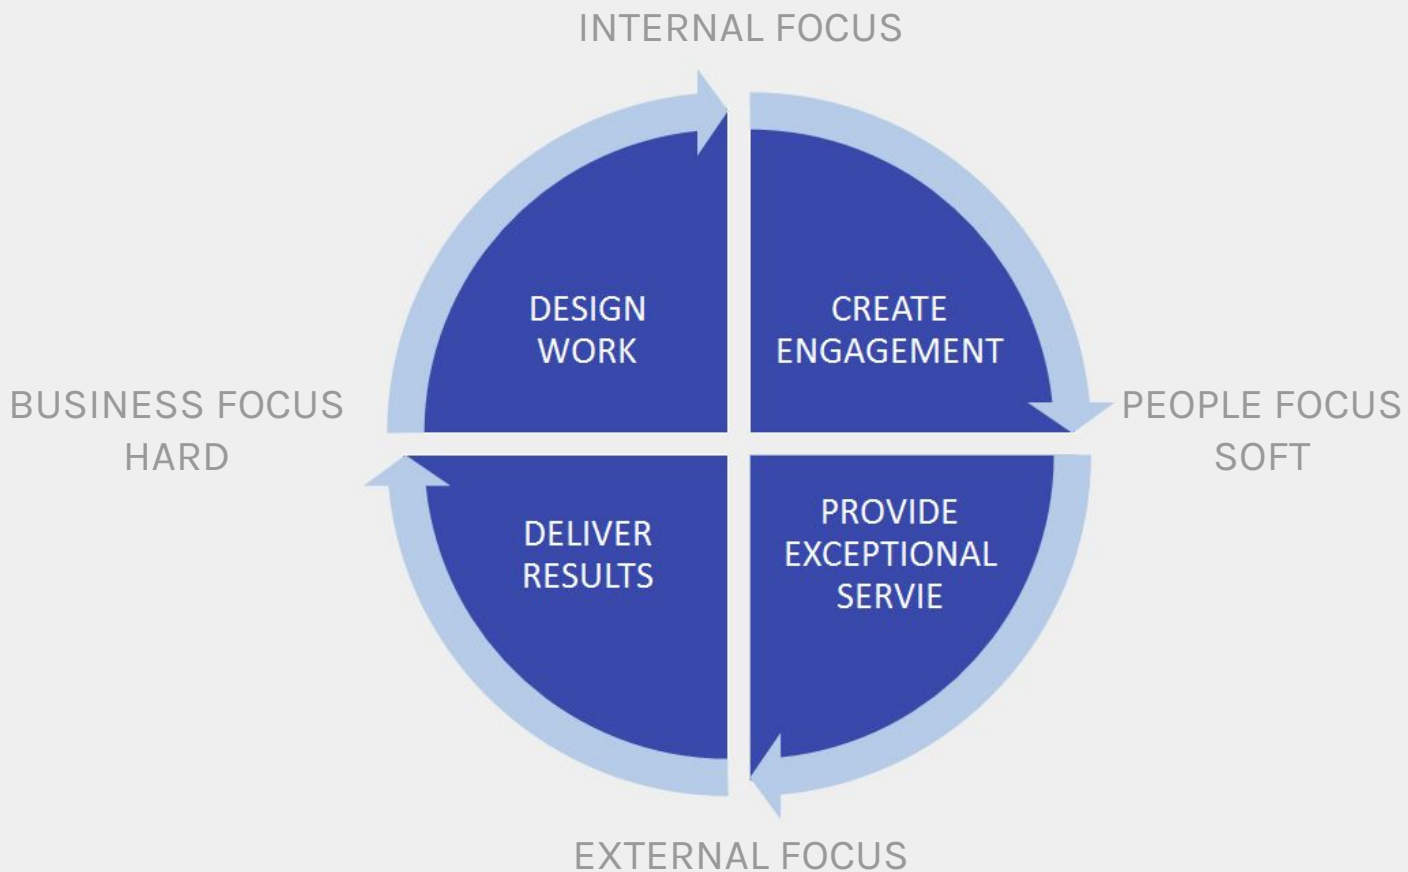 INTERNAL FOCUS
DESIGN
WORK
CREATE
ENGAGEMENT
BUSINESS FOCUS
HARD
PEOPLE FOCUS
SOFT
DELIVER
RESULTS
PROVIDE
EXCEPTIONAL
SERVIE
EXTERNAL FOCUS